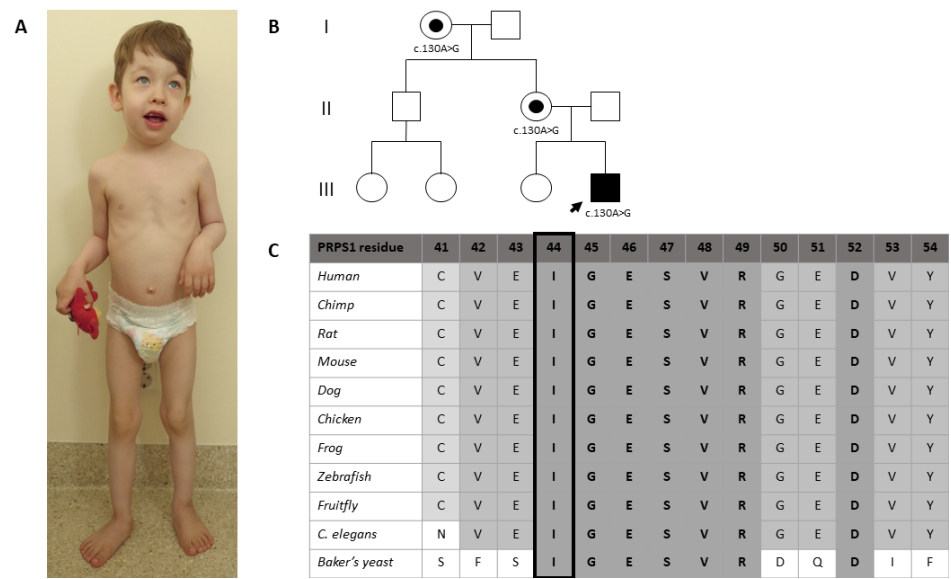 A
B
I
c.130A>G
II
c.130A>G
III
c.130A>G
C
PRPS1 residue 41 42 43 44 45 46 47 48 49 50 51 52 53 54
Human C V E I G E S V R G E D V Y
Chimp C V E I G E S V R G E D V Y
Rat C V E I G E S V R G E D V Y
Mouse C V E I G E S V R G E D V Y
Dog C V E I G E S V R G E D V Y
Chicken C V E I G E S V R G E D V Y
Frog C V E I G E S V R G E D V Y
Zebrafish C V E I G E S V R G E D V Y
Fruitfly C V E I G E S V R G E D V Y
C. elegans N V E I G E S V R G E D V Y
Baker's yeast S F S I G E S V R D Q D I F